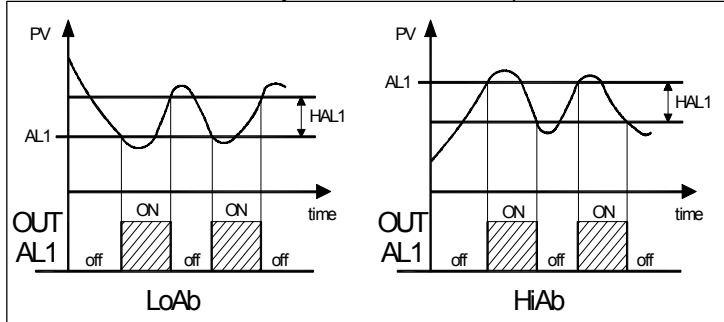 PV
HAL1
AL1
time
ON ON
OUT
AL1
off off off
LoAb
PV
AL1
HAL1
time
ON ON
OUT
AL1
off off off
HiAb